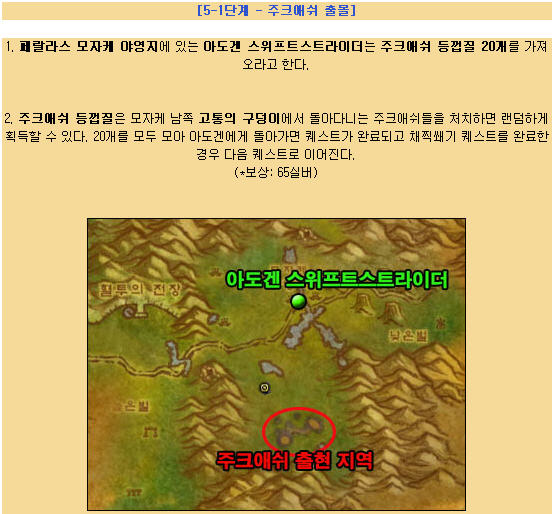 [5-1단계 - 주크애쉬 출몰]
1. 페랄라스 모자케 야영지에 있는 아도겐 스위프트스트라이더는 주크애쉬 등껍질 20개를 가져
오라고 한다.
2. 주크애쉬 등껍질은 모자케 남쪽 고통의 구덩이에서 돌아다니는 주크애쉬들을 처치하면 랜덤하게
획득할 수 있다. 20개를 모두 모아 아도겐에게 돌아가면 퀘스트가 완료되고 채찍쐐기 퀘스트를 완료한
경우 다음 퀘스트로 이어진다.
(*보상: 65실버)
아도겐 스위프트스트라이더
혈투의 전장
낮은벌
주크애쉬 출현 지역